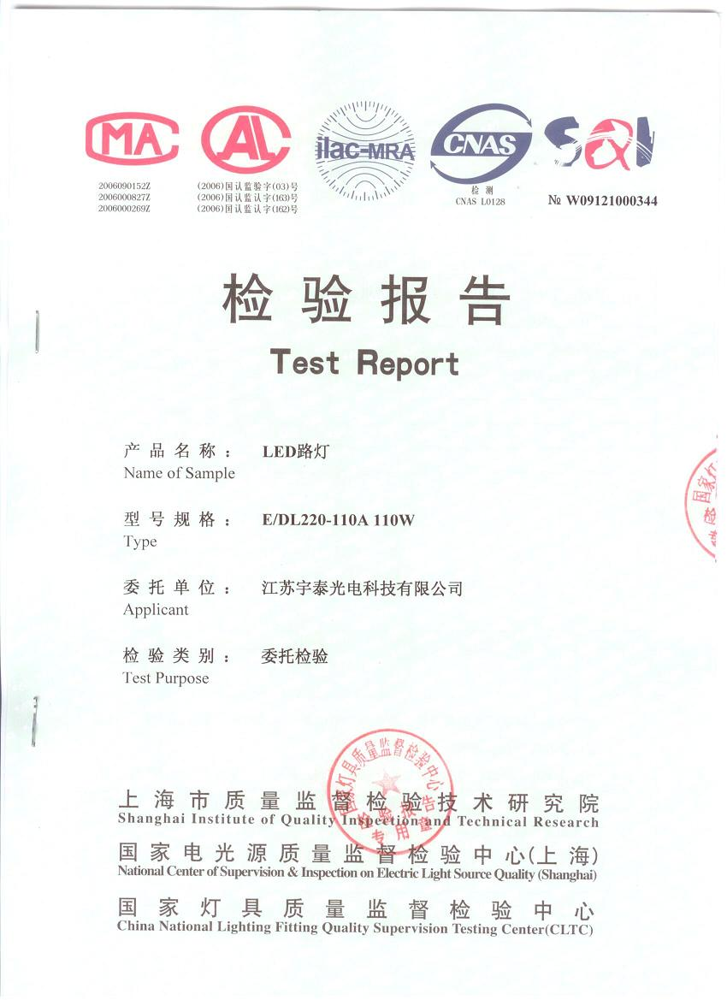 MA
AL
ilac-MRA
CNAS
SQI
2006090152Z
2006000827Z
2006000269Z
(2006)国认监验字(03)号
(2006)国认监认字(163)号
(2006)国认监认字(162)号
检 测
CNAS L0128
№ W09121000344
检验报告
Test Report
产品名称： LED路灯
Name of Sample
型号规格： E/DL220-110A 110W
Type
委托单位： 江苏宇泰光电科技有限公司
Applicant
检验类别： 委托检验
Test Purpose
国家灯
国家灯具质量监督检验中心
检验报告
专用章
上海市质量监督检验技术研究院
Shanghai Institute of Quality Inspection and Technical Research
国家电光源质量监督检验中心(上海)
National Center of Supervision & Inspection on Electric Light Source Quality (Shanghai)
国家灯具质量监督检验中心
China National Lighting Fitting Quality Supervision Testing Center(CLTC)